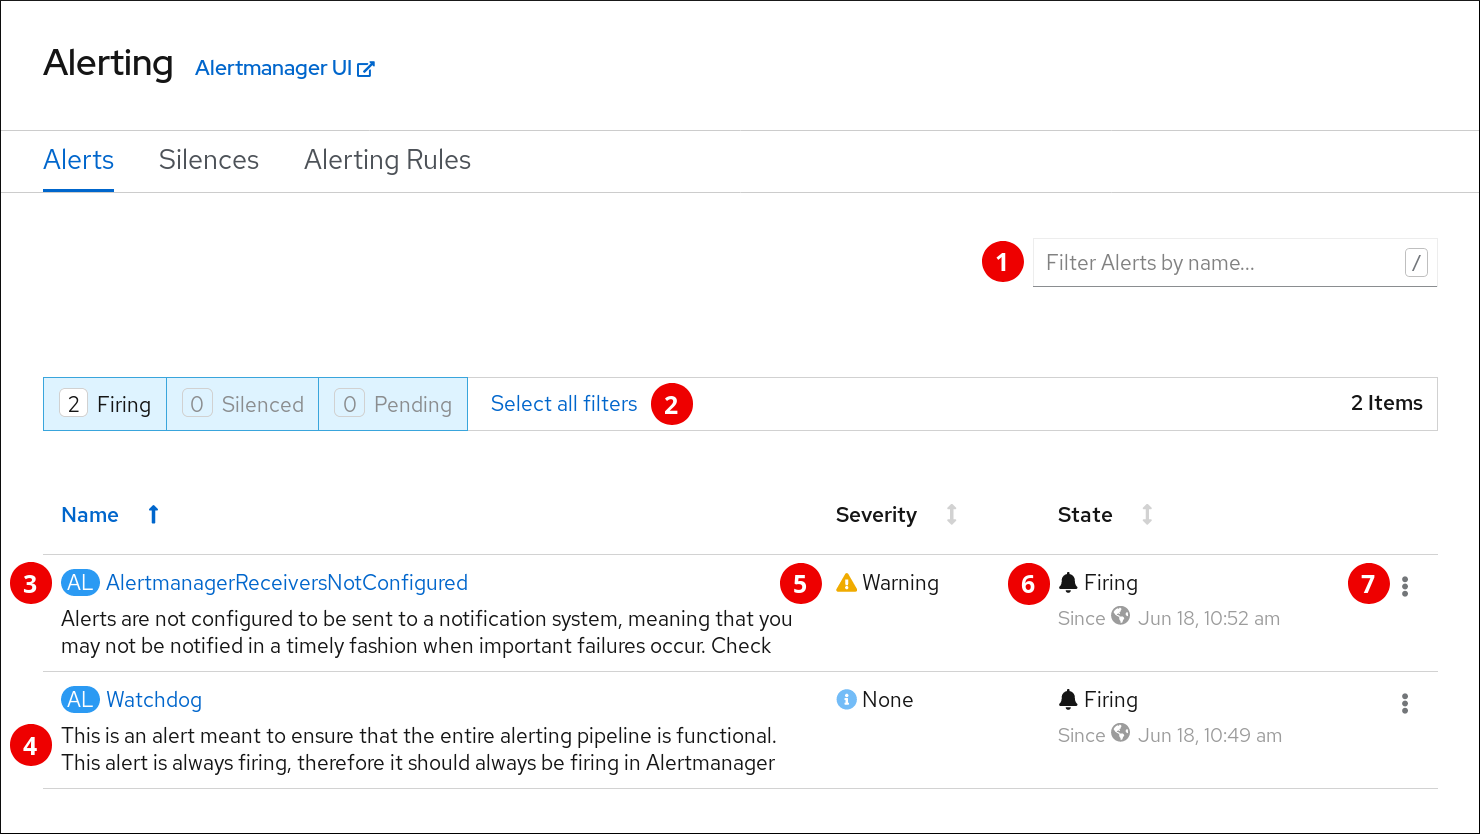 Alerting Alertmanager UI
Alerts Silences Alerting Rules
1 Filter Alerts by name... /
2 Firing 0 Silenced 0 Pending Select all filters 2 2 Items
Name Severity State
3 AL AlertmanagerReceiversNotConfigured 5 Warning 6 Firing 7
Alerts are not configured to be sent to a notification system, meaning that you Since Jun 18, 10:52 am
may not be notified in a timely fashion when important failures occur. Check
AL Watchdog None Firing
4 This is an alert meant to ensure that the entire alerting pipeline is functional. Since Jun 18, 10:49 am
This alert is always firing, therefore it should always be firing in Alertmanager